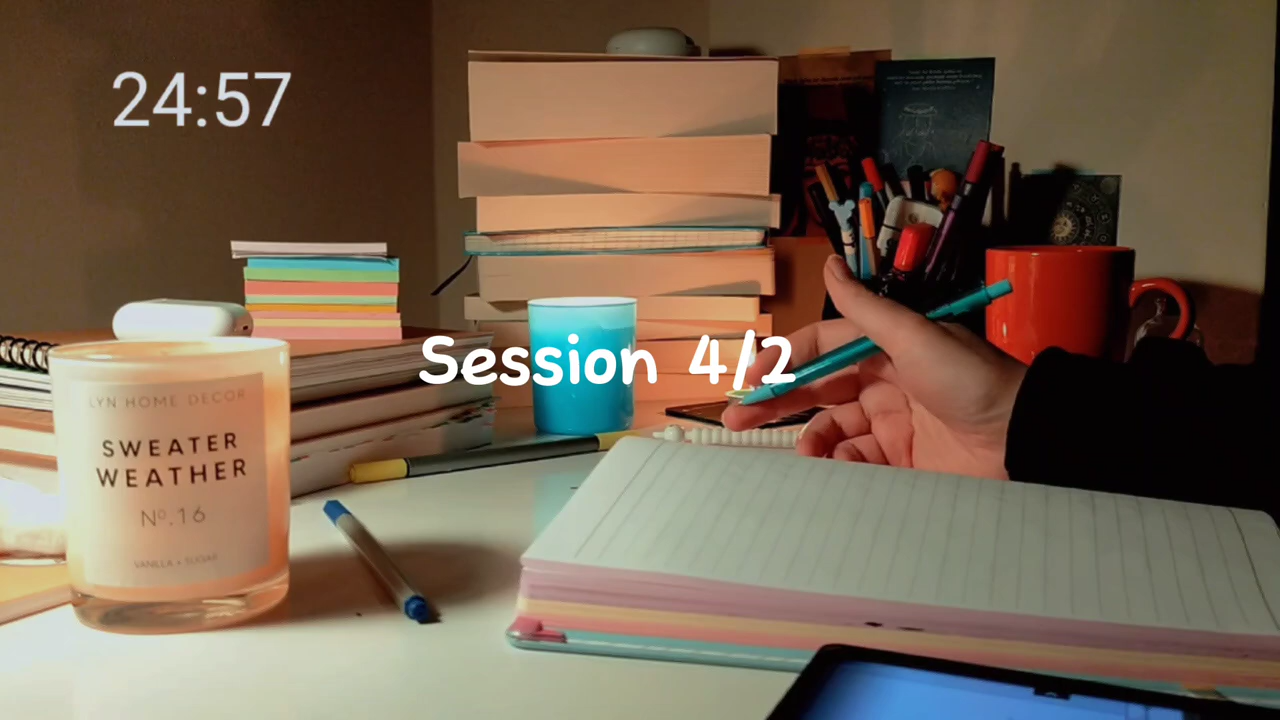 24:57
Session 4/2
LYN HOME DECOR
SWEATER
WEATHER
Nº.16
VANILLA + SUGAR